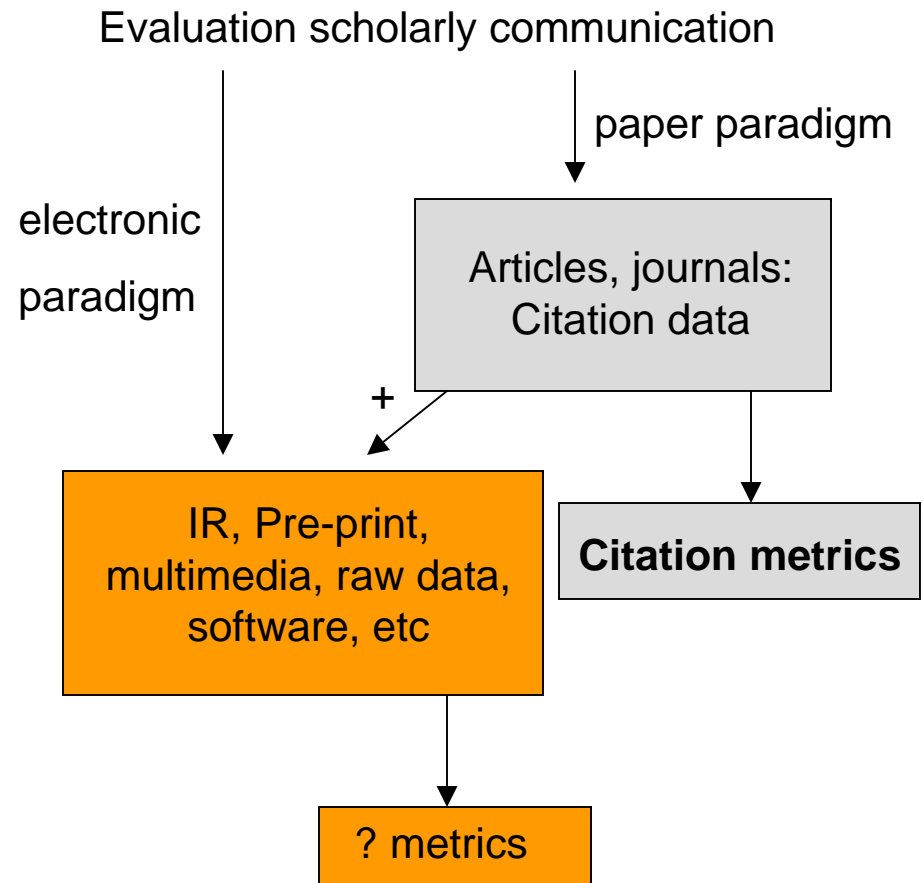 Evaluation scholarly communication
paper paradigm
electronic
paradigm
Articles, journals:
Citation data
+
IR, Pre-print,
multimedia, raw data,
software, etc
Citation metrics
? metrics